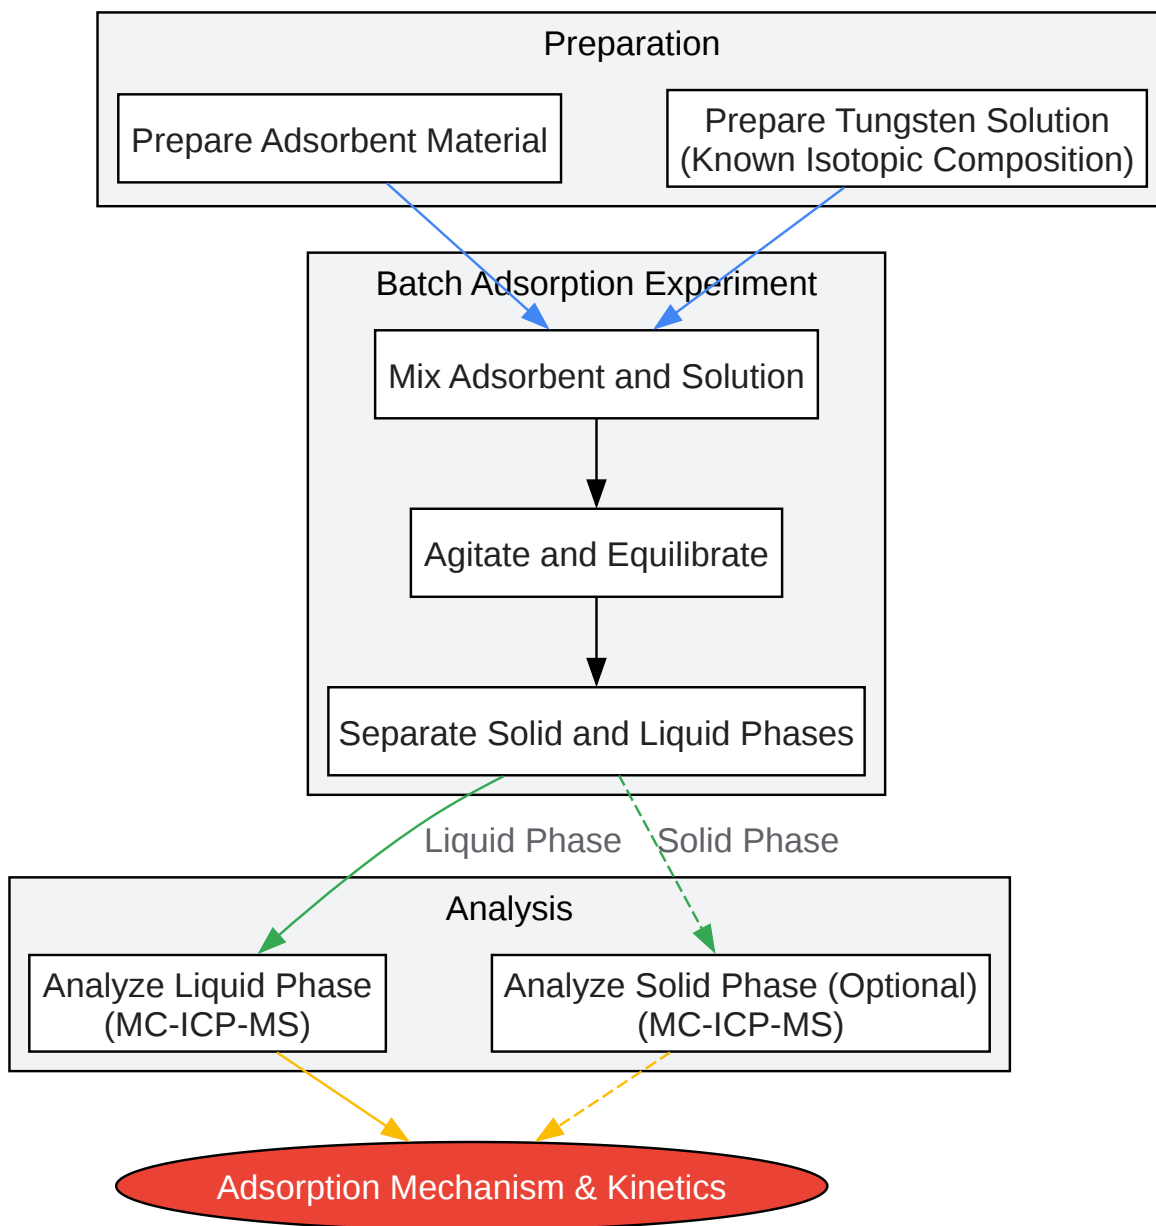 Preparation
Prepare Adsorbent Material
Prepare Tungsten Solution
(Known Isotopic Composition)
Batch Adsorption Experiment
Mix Adsorbent and Solution
Agitate and Equilibrate
Separate Solid and Liquid Phases
Liquid Phase
Solid Phase
Analysis
Analyze Liquid Phase
(MC-ICP-MS)
Analyze Solid Phase (Optional)
(MC-ICP-MS)
Adsorption Mechanism & Kinetics